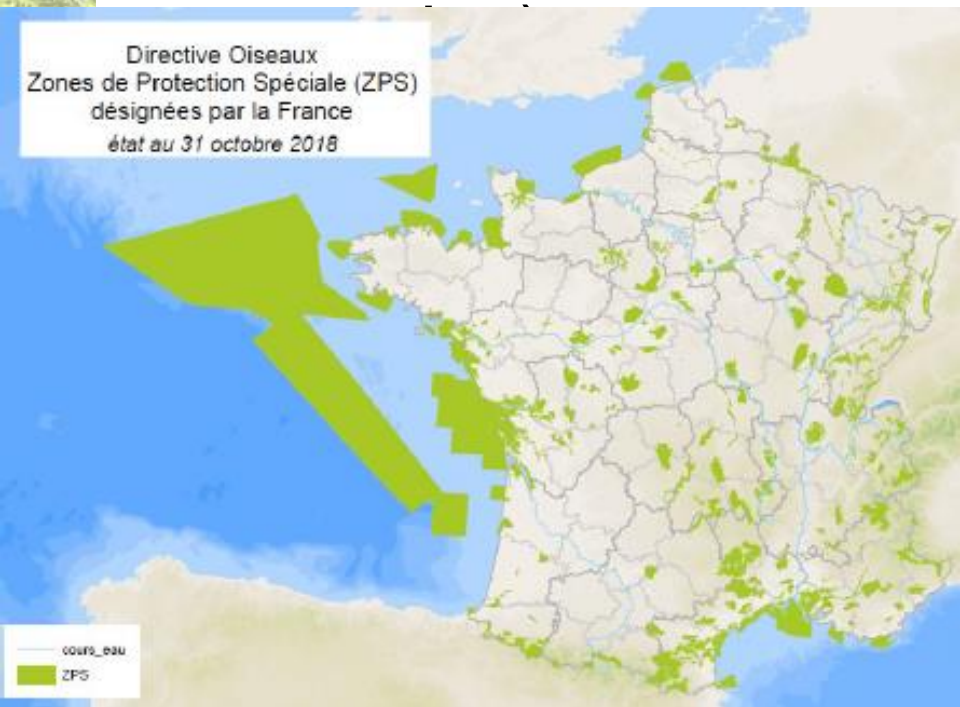 Directive Oiseaux
Zones de Protection Spéciale (ZPS)
désignées par la France
état au 31 octobre 2018
cours_eau
ZPS